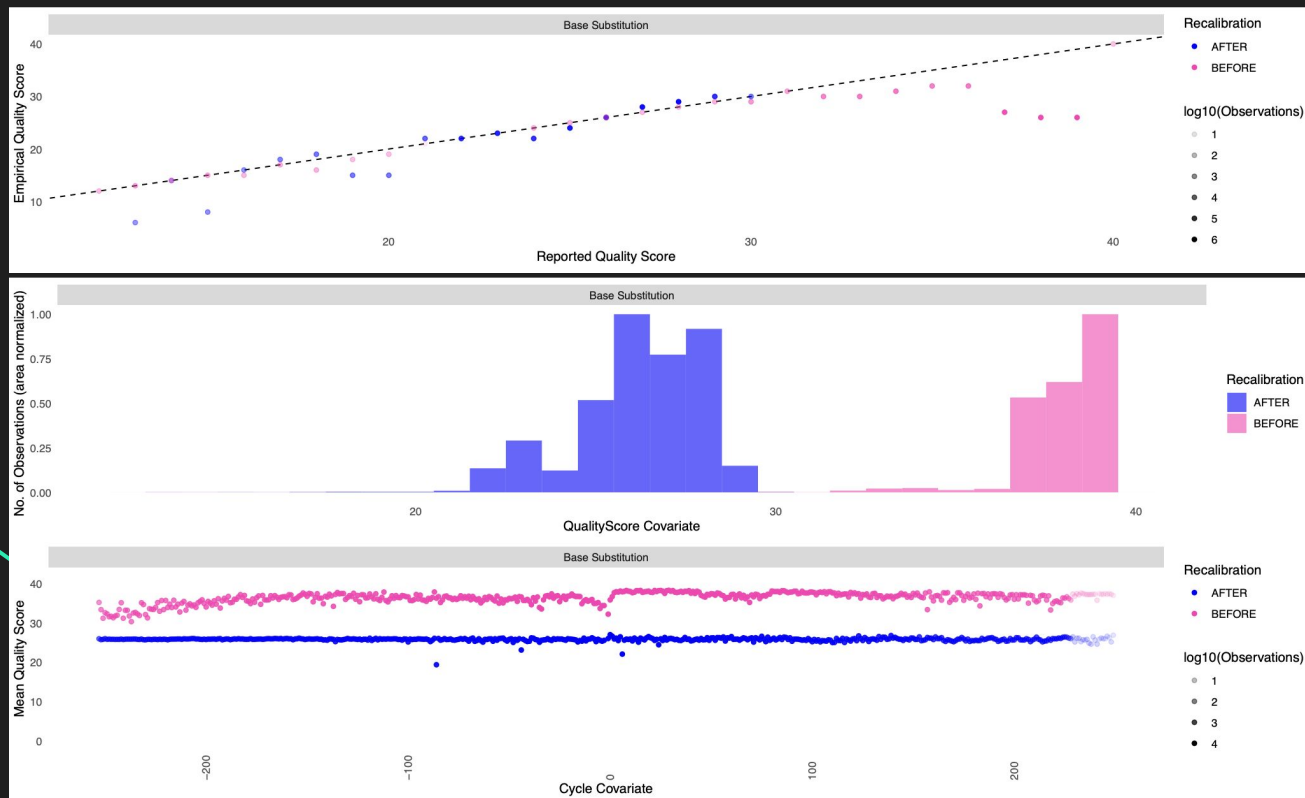 Base Substitution
Empirical Quality Score
40
30
20
10
20
30
40
Reported Quality Score
Recalibration
AFTER
BEFORE
log10(Observations)
1
2
3
4
5
6
Base Substitution
No. of Observations (area normalized)
1.00
0.75
0.50
0.25
0.00
20
30
40
QualityScore Covariate
Recalibration
AFTER
BEFORE
Base Substitution
Mean Quality Score
40
30
20
10
0
−200
−100
0
100
200
Cycle Covariate
Recalibration
AFTER
BEFORE
log10(Observations)
1
2
3
4